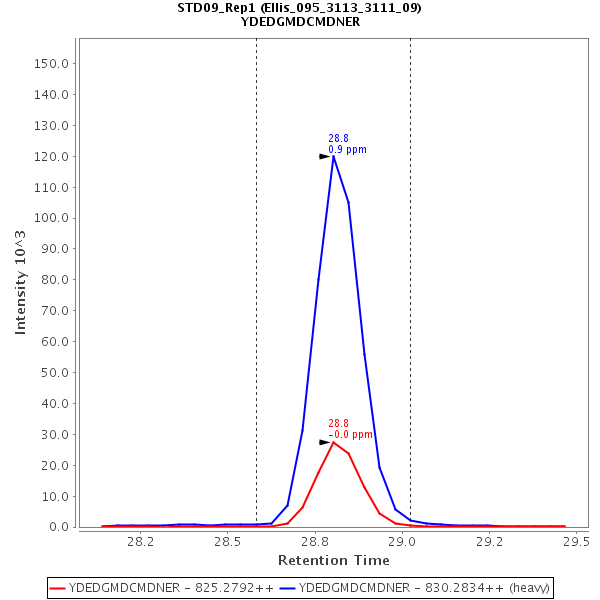 STD09_Rep1 (Ellis_095_3113_3111_09)
YDEDGMDCMDNER
Intensity 10^3
150.0
140.0
130.0
120.0
110.0
100.0
90.0
80.0
70.0
60.0
50.0
40.0
30.0
20.0
10.0
0.0
28.8
0.9 ppm
28.8
−0.0 ppm
28.2 28.5 28.8 29.0 29.2 29.5
Retention Time
YDEDGMDCMDNER − 825.2792++ YDEDGMDCMDNER − 830.2834++ (heavy)